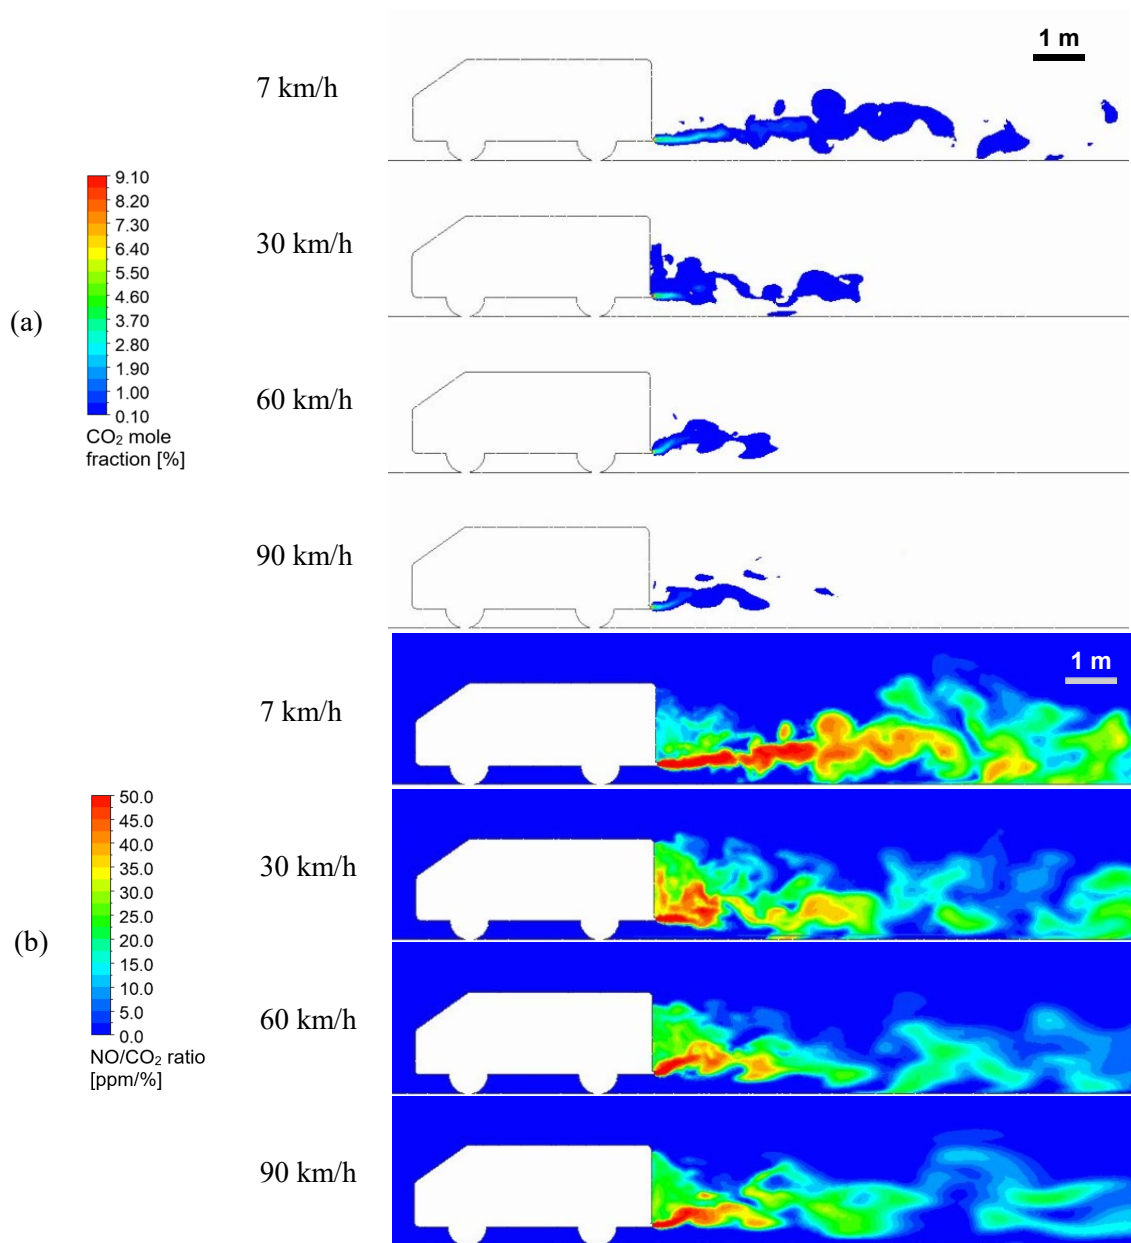 1 m
7 km/h
30 km/h
60 km/h
90 km/h
(a)
9.10
8.20
7.30
6.40
5.50
4.60
3.70
2.80
1.90
1.00
0.10
CO₂ mole
fraction [%]
1 m
7 km/h
30 km/h
60 km/h
90 km/h
(b)
50.0
45.0
40.0
35.0
30.0
25.0
20.0
15.0
10.0
5.0
0.0
NO/CO₂ ratio
[ppm/%]